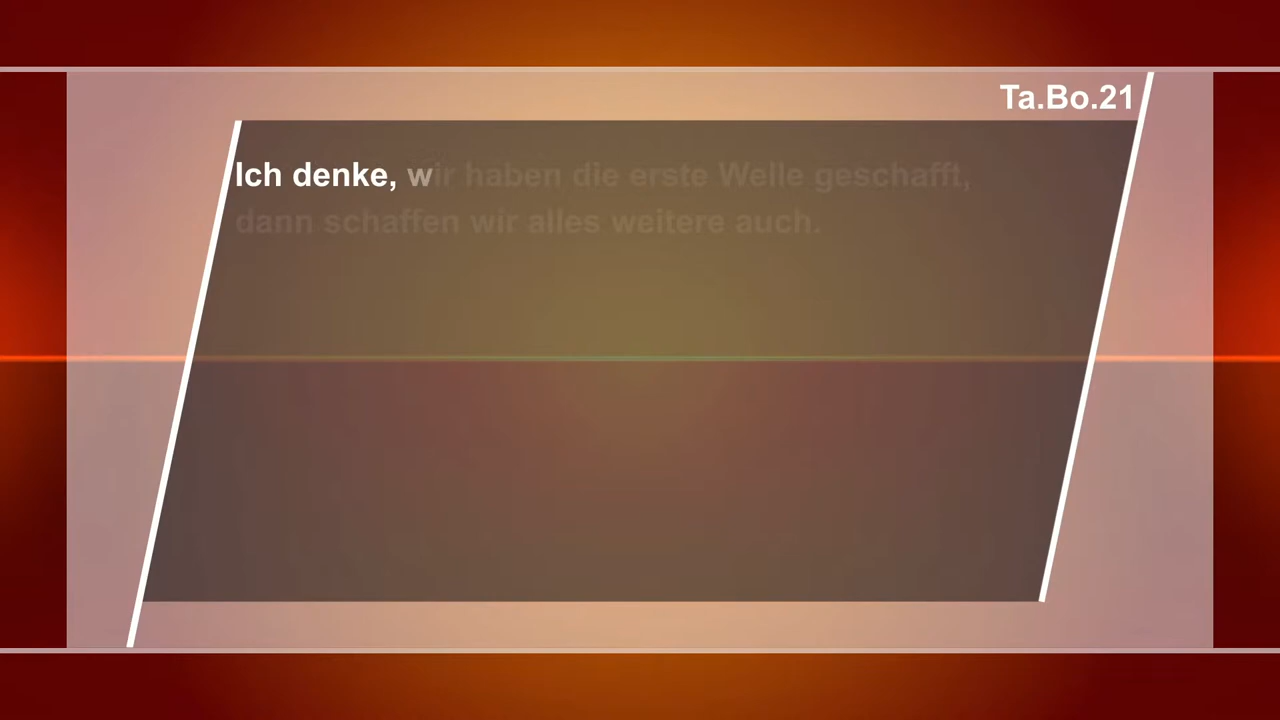 Ta.Bo.21
Ich denke, wir haben die erste Welle geschafft,
dann schaffen wir alles weitere auch.